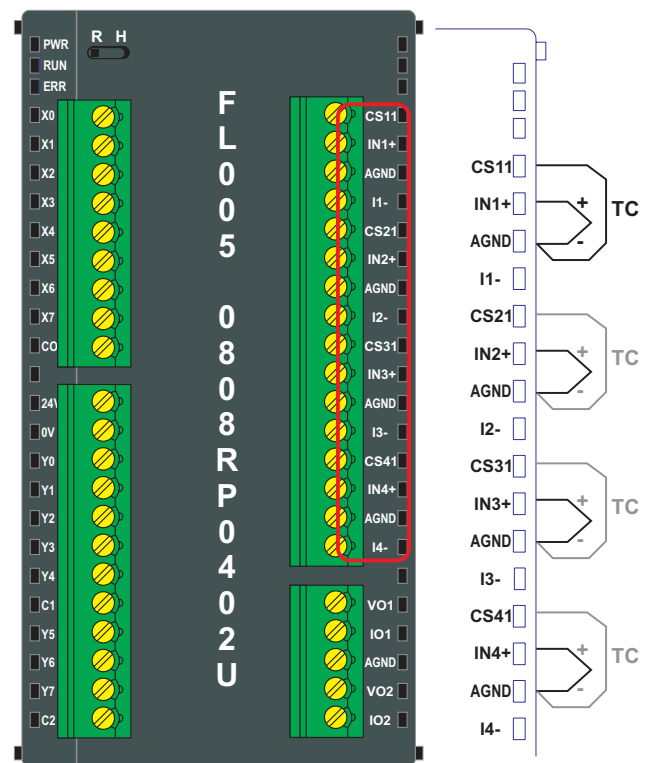 R H
PWR
RUN
ERR
X0
X1
X2
X3
X4
X5
X6
X7
CO
24V
0V
Y0
Y1
Y2
Y3
Y4
C1
Y5
Y6
Y7
C2
FL005 0808RP0402U
CS11
IN1+
AGND
I1-
CS21
IN2+
AGND
I2-
CS31
IN3+
AGND
I3-
CS41
IN4+
AGND
I4-
VO1
IO1
AGND
VO2
IO2
CS11
IN1+
+
TC
AGND
-
I1-
CS21
IN2+
+
TC
AGND
-
I2-
CS31
IN3+
+
TC
AGND
-
I3-
CS41
IN4+
+
TC
AGND
-
I4-